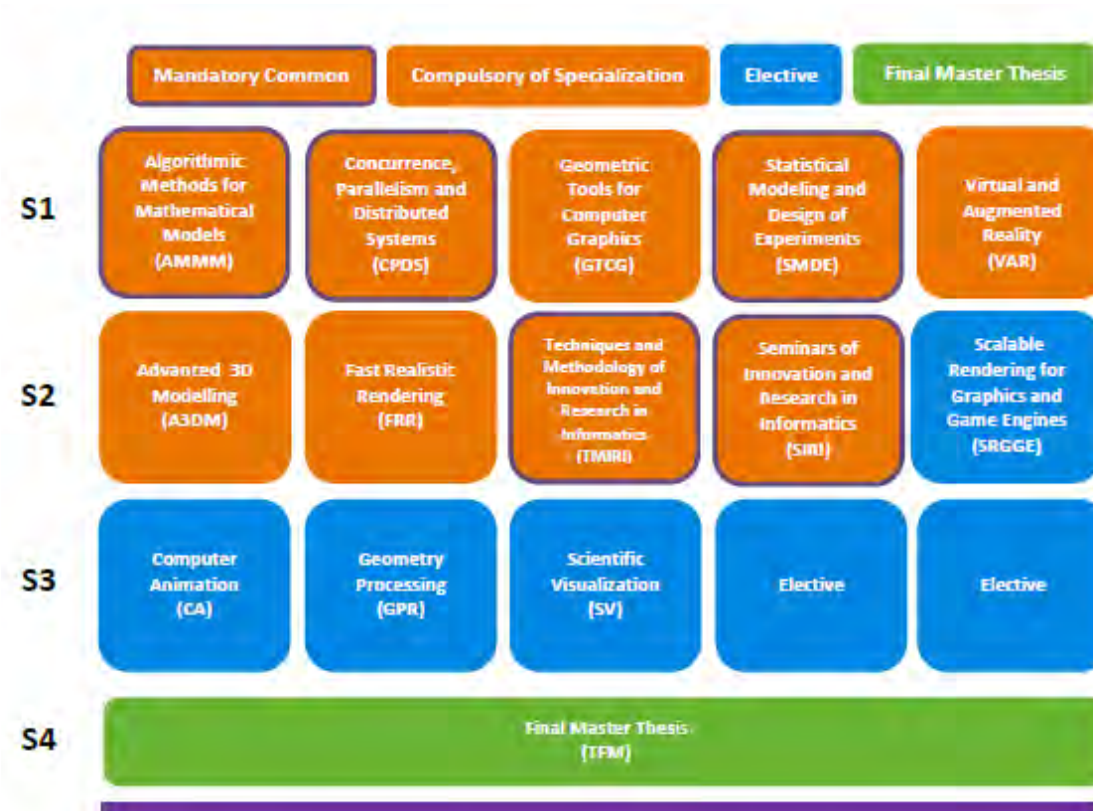 Mandatory Common
Compulsory of Specialization
Elective
Final Master Thesis
S1
Algorithmic
Methods for
Mathematical
Models
(AMMM)
Concurrence,
Parallelism and
Distributed
Systems
(CPDS)
Geometric
Tools for
Computer
Graphics
(GTCG)
Statistical
Modeling and
Design of
Experiments
(SMDE)
Virtual and
Augmented
Reality
(VAR)
S2
Advanced 3D
Modelling
(A3DM)
Fast Realistic
Rendering
(FRR)
Techniques and
Methodology of
Innovation and
Research in
Informatics
(TMIRI)
Seminars of
Innovation and
Research in
Informatics
(SIRI)
Scalable
Rendering for
Graphics and
Game Engines
(SRGGE)
S3
Computer
Animation
(CA)
Geometry
Processing
(GPR)
Scientific
Visualization
(SV)
Elective
Elective
S4
Final Master Thesis
(TFM)